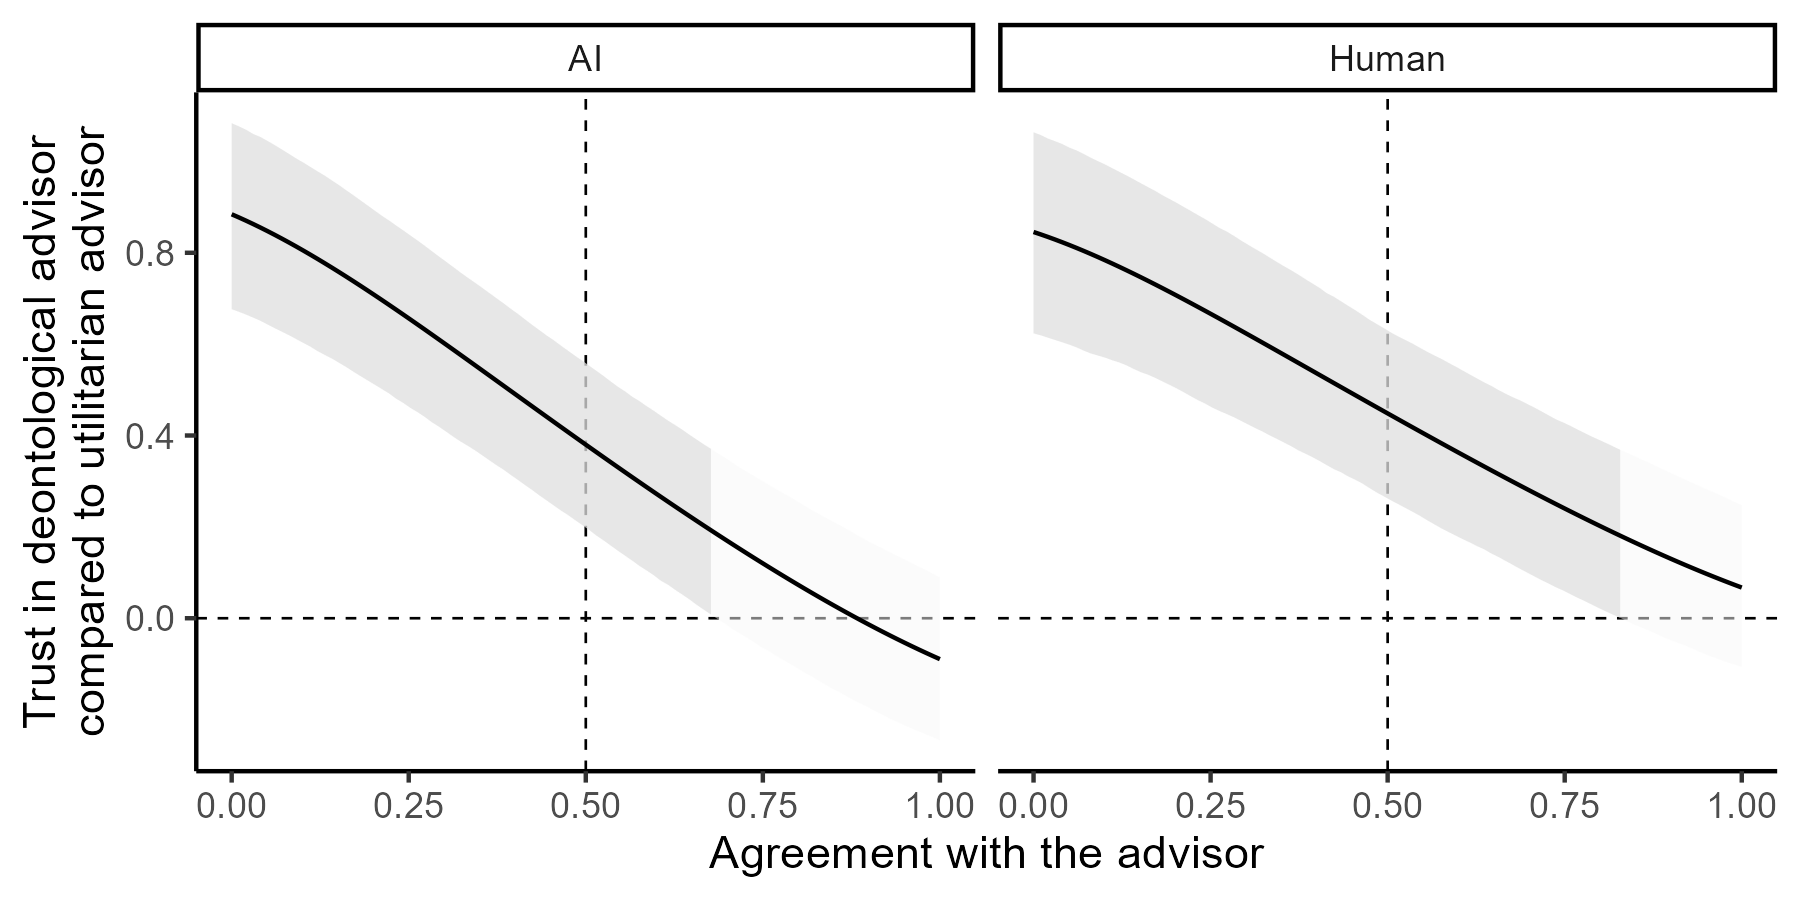 AI
Human
Trust in deontological advisor
compared to utilitarian advisor
0.8
0.4
0.0
0.00 0.25 0.50 0.75 1.00
0.00 0.25 0.50 0.75 1.00
Agreement with the advisor